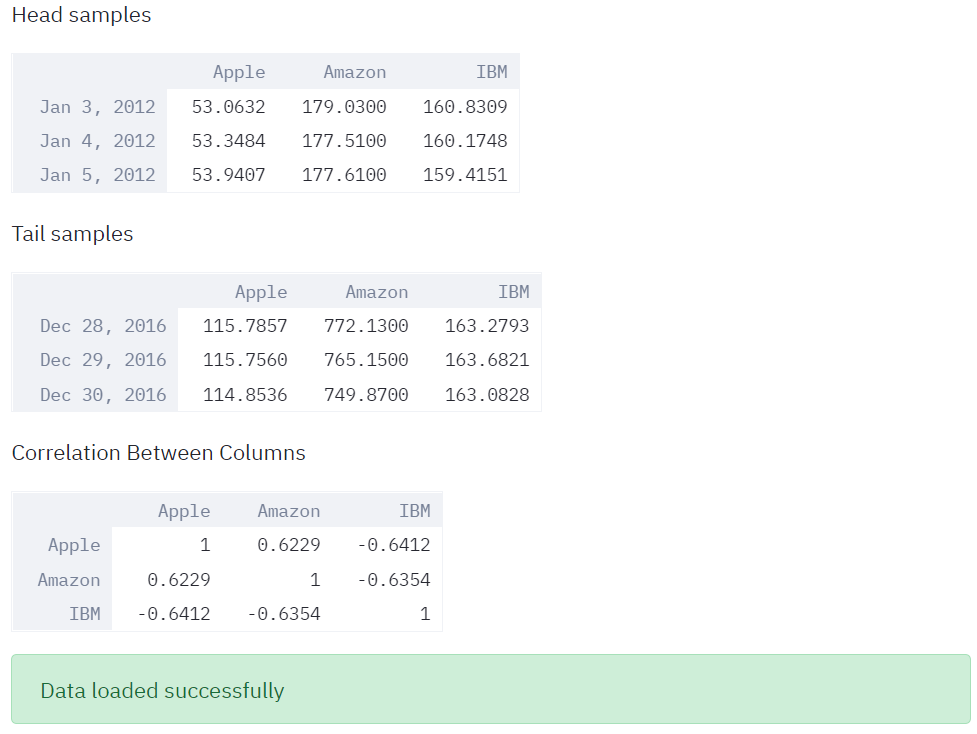 Head samples
Apple Amazon IBM
Jan 3, 2012 53.0632 179.0300 160.8309
Jan 4, 2012 53.3484 177.5100 160.1748
Jan 5, 2012 53.9407 177.6100 159.4151
Tail samples
Apple Amazon IBM
Dec 28, 2016 115.7857 772.1300 163.2793
Dec 29, 2016 115.7560 765.1500 163.6821
Dec 30, 2016 114.8536 749.8700 163.0828
Correlation Between Columns
Apple Amazon IBM
Apple 1 0.6229 -0.6412
Amazon 0.6229 1 -0.6354
IBM -0.6412 -0.6354 1
Data loaded successfully